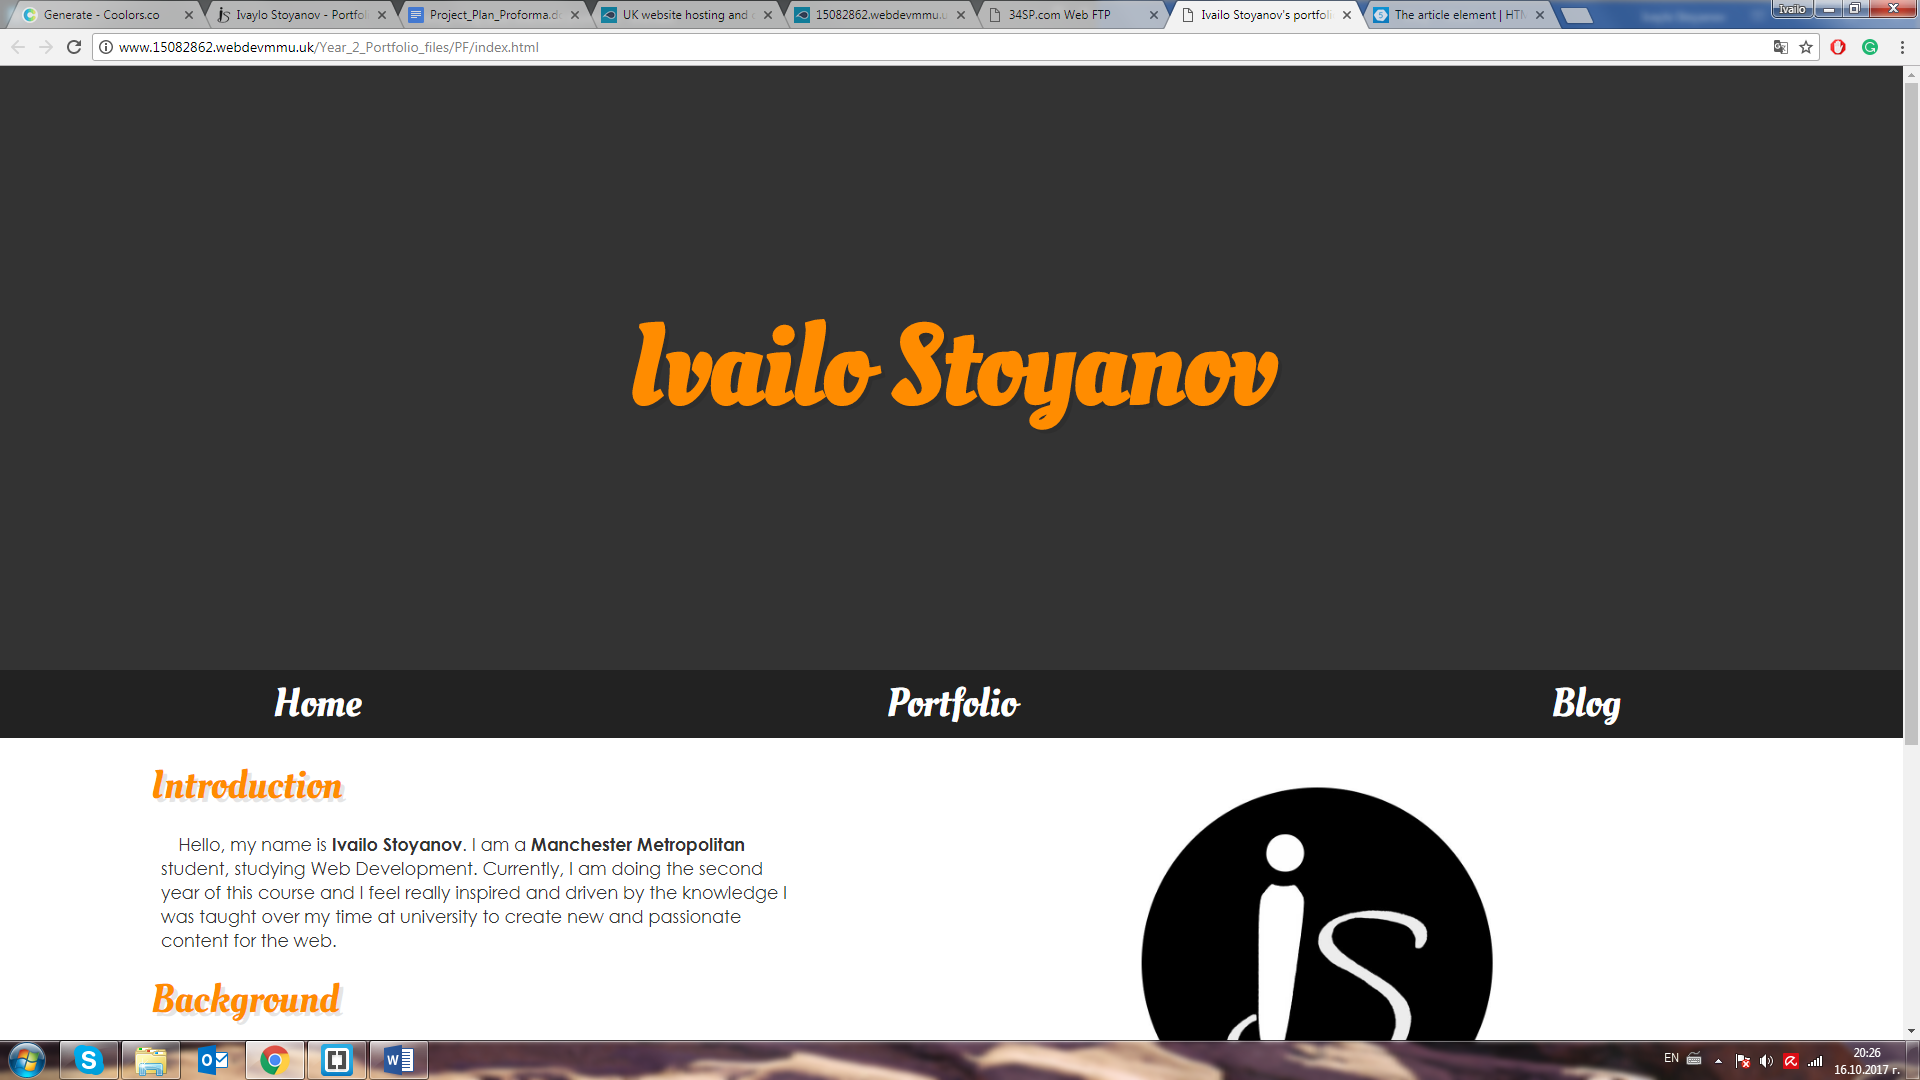 Generate - Coolors.co
Ivaylo Stoyanov - Portfol
Project_Plan_Proforma.do
UK website hosting and
15082862.webdevmmu.u
34SP.com Web FTP
Ivailo Stoyanov's portfoli
The article element | HTM
Ivailo
www.15082862.webdevmmu.uk/Year_2_Portfolio_files/PF/index.html
Ivailo Stoyanov
Home
Portfolio
Blog
Introduction
Hello, my name is Ivailo Stoyanov. I am a Manchester Metropolitan
student, studying Web Development. Currently, I am doing the second
year of this course and I feel really inspired and driven by the knowledge I
was taught over my time at university to create new and passionate
content for the web.
Background
is
EN
20:26
16.10.2017 г.